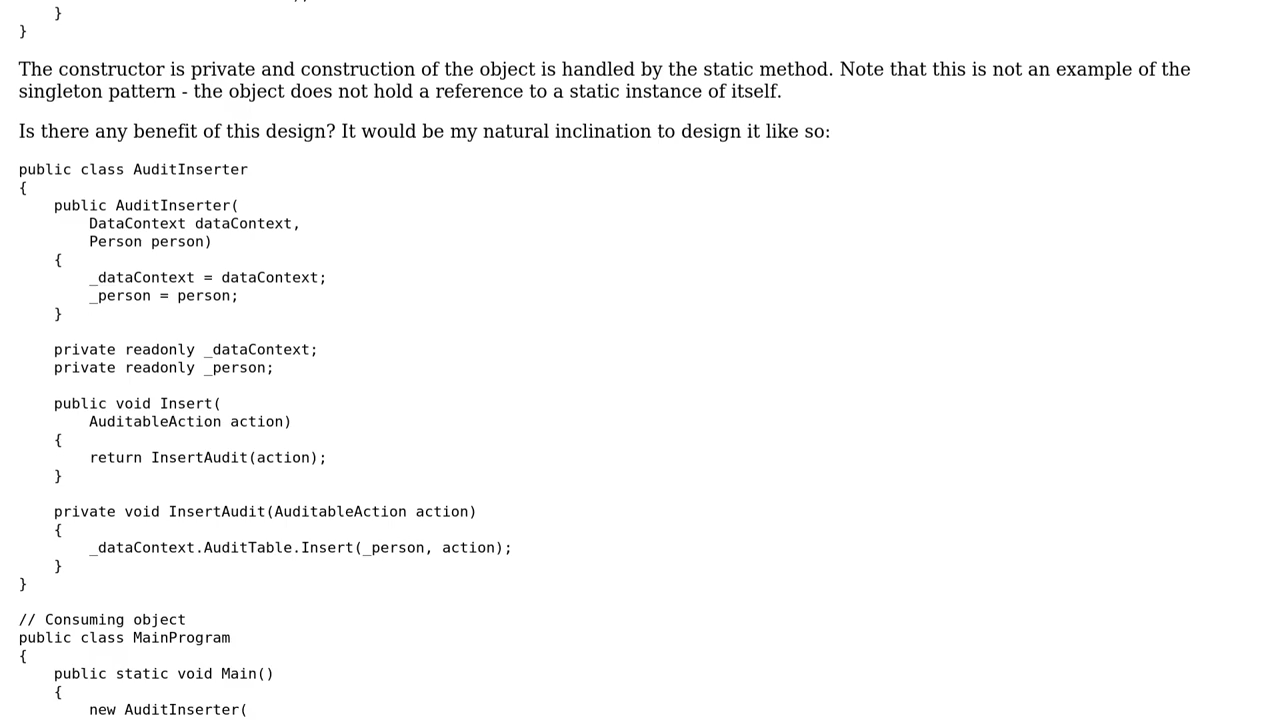 }
}
The constructor is private and construction of the object is handled by the static method. Note that this is not an example of the
singleton pattern - the object does not hold a reference to a static instance of itself.
Is there any benefit of this design? It would be my natural inclination to design it like so:
public class AuditInserter
{
    public AuditInserter(
        DataContext dataContext,
        Person person)
    {
        _dataContext = dataContext;
        _person = person;
    }
    private readonly _dataContext;
    private readonly _person;
    public void Insert(
        AuditableAction action)
    {
        return InsertAudit(action);
    }
    private void InsertAudit(AuditableAction action)
    {
        _dataContext.AuditTable.Insert(_person, action);
    }
}
// Consuming object
public class MainProgram
{
    public static void Main()
    {
        new AuditInserter(